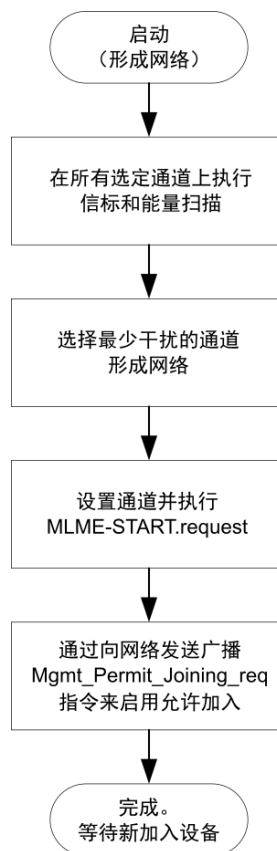 启动
（形成网络）
在所有选定通道上执行
信标和能量扫描
选择最少干扰的通道
形成网络
设置通道并执行
MLME-START.request
通过向网络发送广播
Mgmt_Permit_Joining_req
指令来启用允许加入
完成。
等待新加入设备